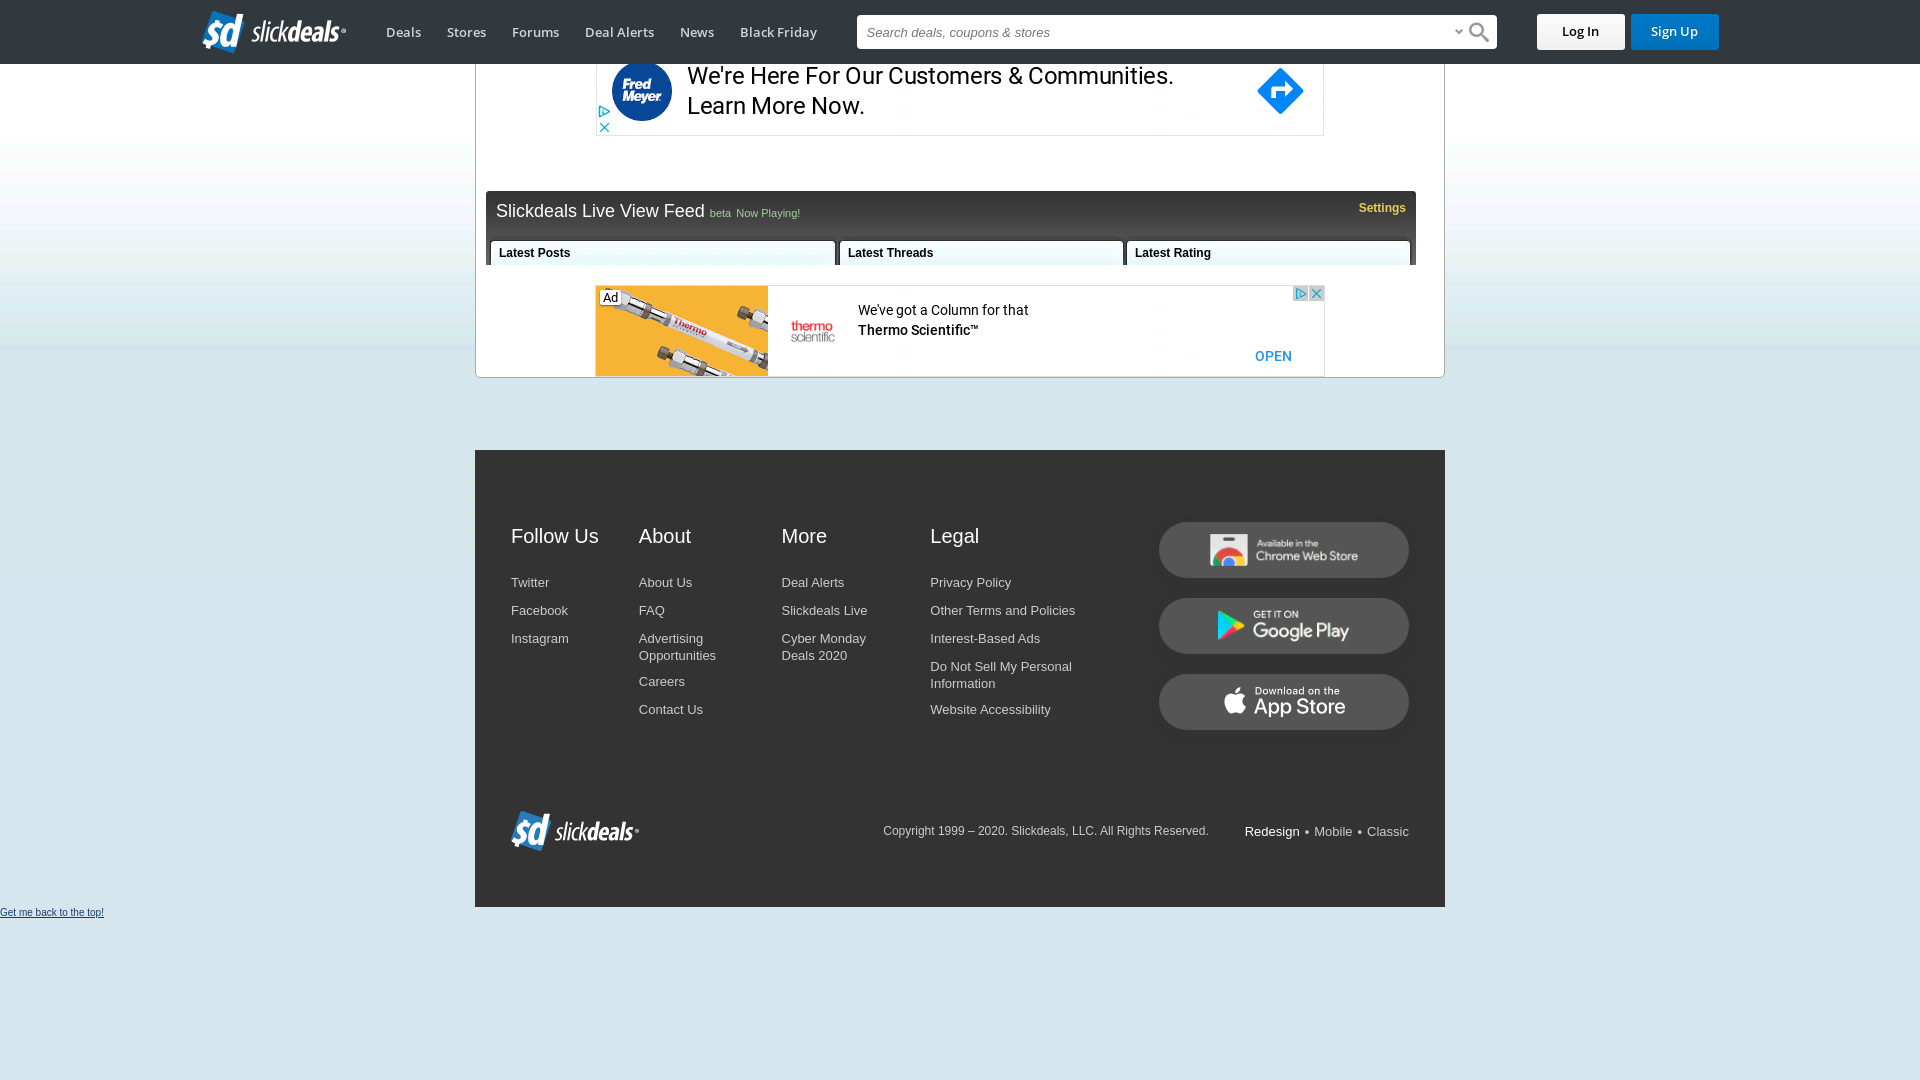 slickdeals
Deals
Stores
Forums
Deal Alerts
News
Black Friday
Search deals, coupons & stores
Log In
Sign Up
Fred Meyer
We're Here For Our Customers & Communities.
Learn More Now.
Slickdeals Live View Feed beta Now Playing!
Settings
Latest Posts
Latest Threads
Latest Rating
Ad
Thermo
thermo
scientific
We've got a Column for that
Thermo Scientific™
OPEN
Follow Us
Twitter
Facebook
Instagram
About
About Us
FAQ
Advertising
Opportunities
Careers
Contact Us
More
Deal Alerts
Slickdeals Live
Cyber Monday
Deals 2020
Legal
Privacy Policy
Other Terms and Policies
Interest-Based Ads
Do Not Sell My Personal
Information
Website Accessibility
Available in the
Chrome Web Store
GET IT ON
Google Play
Download on the
App Store
slickdeals
Copyright 1999 – 2020. Slickdeals, LLC. All Rights Reserved.
Redesign • Mobile • Classic
Get me back to the top!